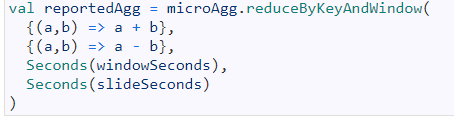 val reportedAgg = microAgg.reduceByKeyAndWindow(
  {(a,b) => a + b},
  {(a,b) => a - b},
  Seconds(windowSeconds),
  Seconds(slideSeconds)
)